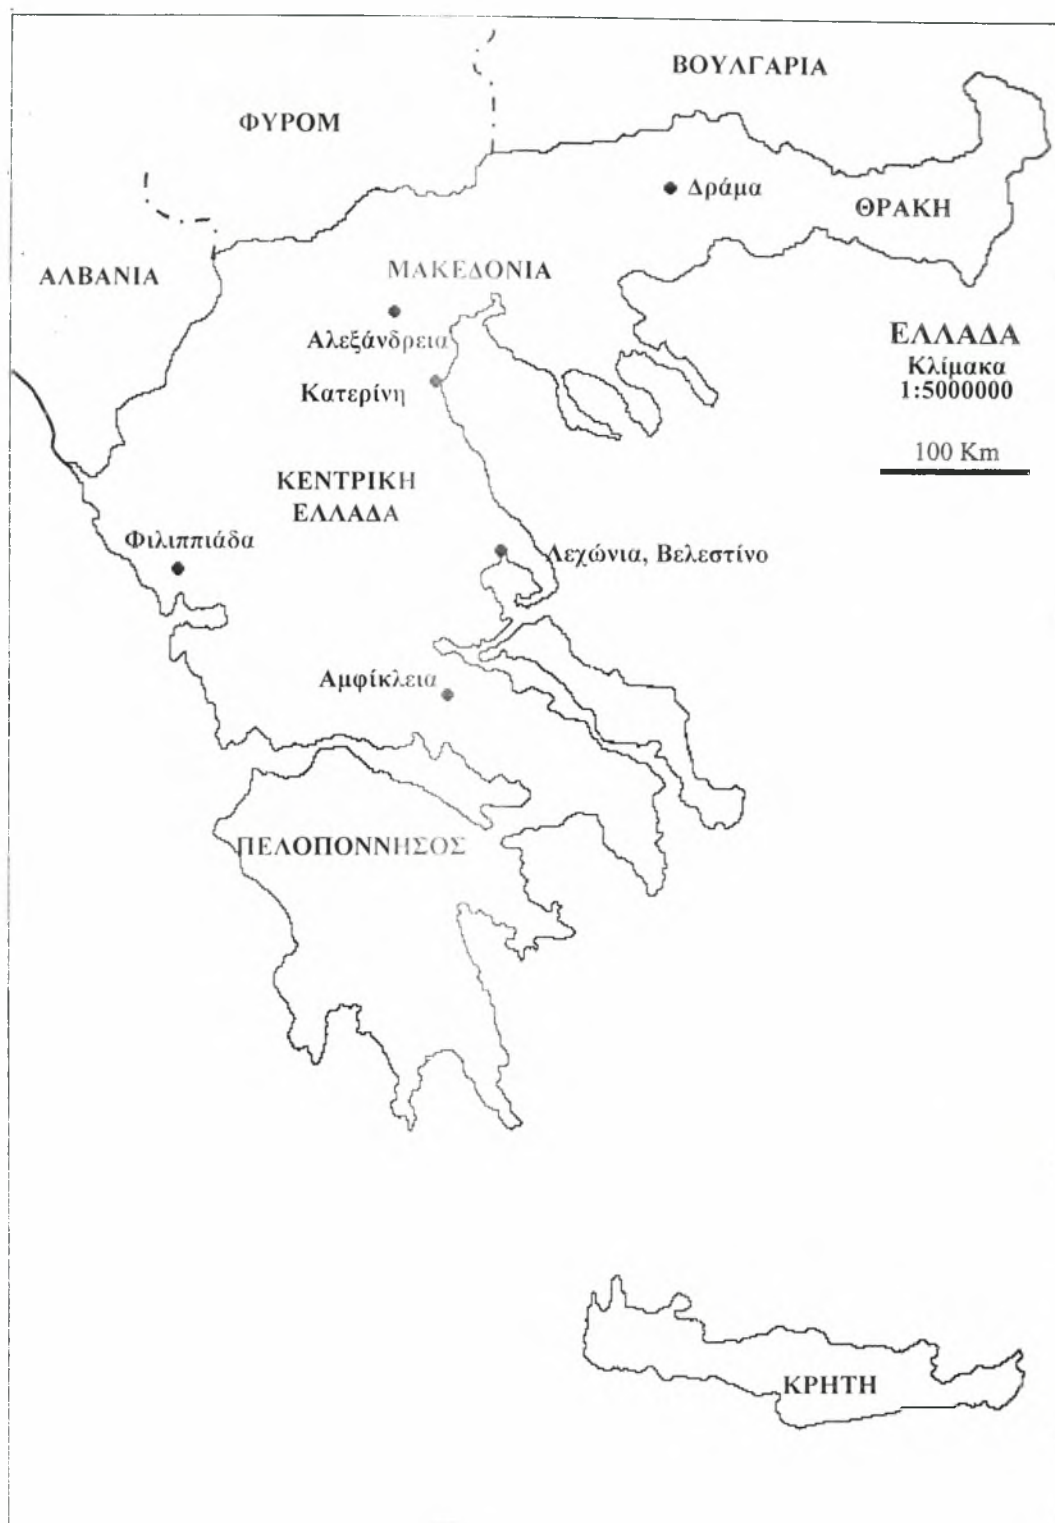 ΒΟΥΛΓΑΡΙΑ
ΦΥΡΟΜ
Δράμα
ΘΡΑΚΗ
ΑΛΒΑΝΙΑ
ΜΑΚΕΔΟΝΙΑ
Αλεξάνδρεια
ΕΛΛΑΔΑ
Κλίμακα
1:5000000
Κατερίνη
100 Km
ΚΕΝΤΡΙΚΗ
ΕΛΛΑΔΑ
Φιλιππιάδα
Λεχώνια, Βελεστίνο
Αμφίκλεια
ΠΕΛΟΠΟΝΝΗΣΟΣ
ΚΡΗΤΗ